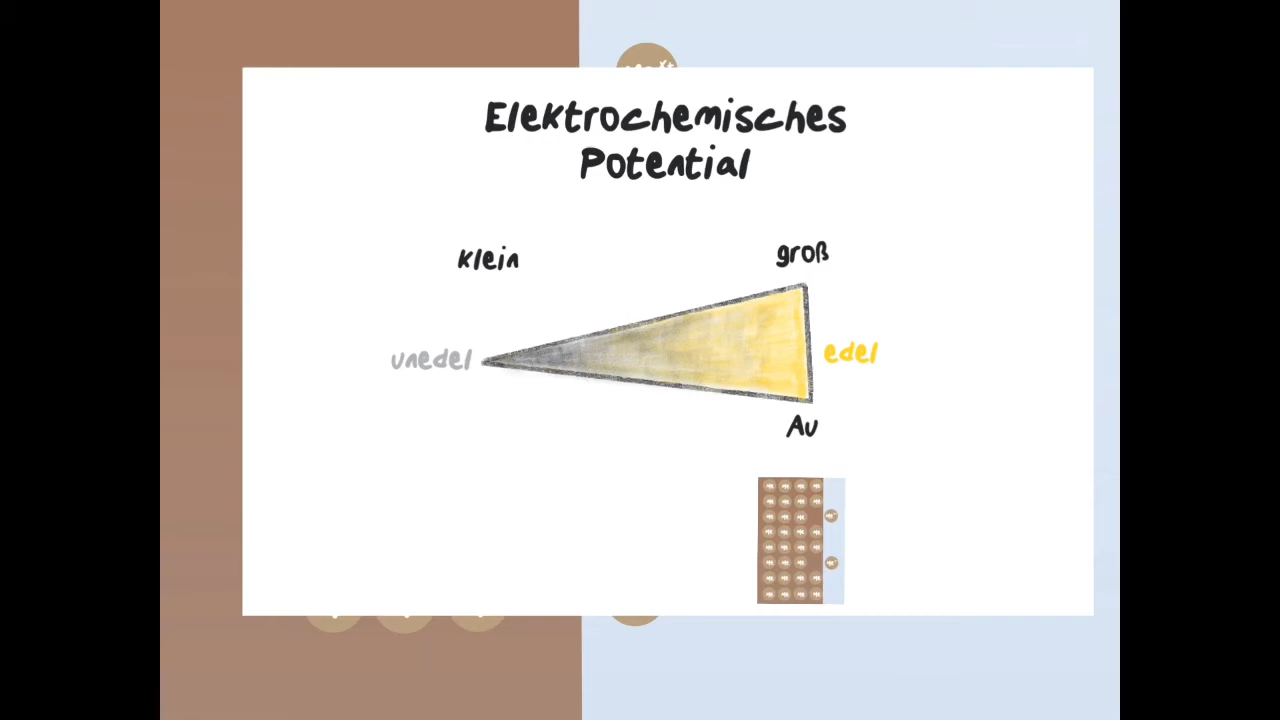 Elektrochemisches
Potential
klein groß
unedel edel
Au